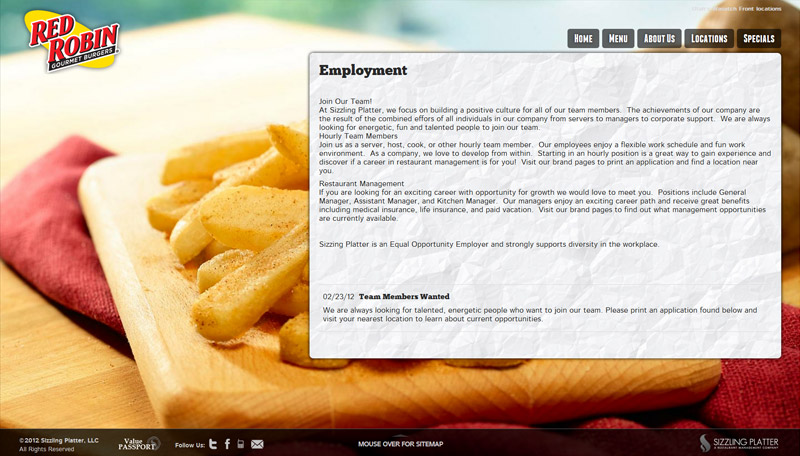 Front locations
RED ROBIN
GOURMET BURGERS
Home Menu About Us Locations Specials
Employment
Join Our Team!
At Sizzling Platter, we focus on building a positive culture for all of our team members. The achievements of our company are
the result of the combined effors of all individuals in our company from servers to managers to corporate support. We are always
looking for energetic, fun and talented people to join our team.
Hourly Team Members
Join us as a server, host, cook, or other hourly team member. Our employees enjoy a flexible work schedule and fun work
environment. As a company, we love to develop from within. Starting in an hourly position is a great way to gain experience and
discover if a career in restaurant management is for you! Visit our brand pages to print an application and find a location near
you.
Restaurant Management
If you are looking for an exciting career with opportunity for growth we would love to meet you. Positions include General
Manager, Assistant Manager, and Kitchen Manager. Our managers enjoy an exciting career path and receive great benefits
including medical insurance, life insurance, and paid vacation. Visit our brand pages to find out what management opportunities
are currently available.
Sizzling Platter is an Equal Opportunity Employer and strongly supports diversity in the workplace.
02/23/12 Team Members Wanted
We are always looking for talented, energetic people who want to join our team. Please print an application found below and
visit your nearest location to learn about current opportunities.
©2012 Sizzling Platter, LLC
All Rights Reserved
Value
PASSPORT
Follow Us:
MOUSE OVER FOR SITEMAP
SIZZLING PLATTER
A RESTAURANT MANAGEMENT COMPANY